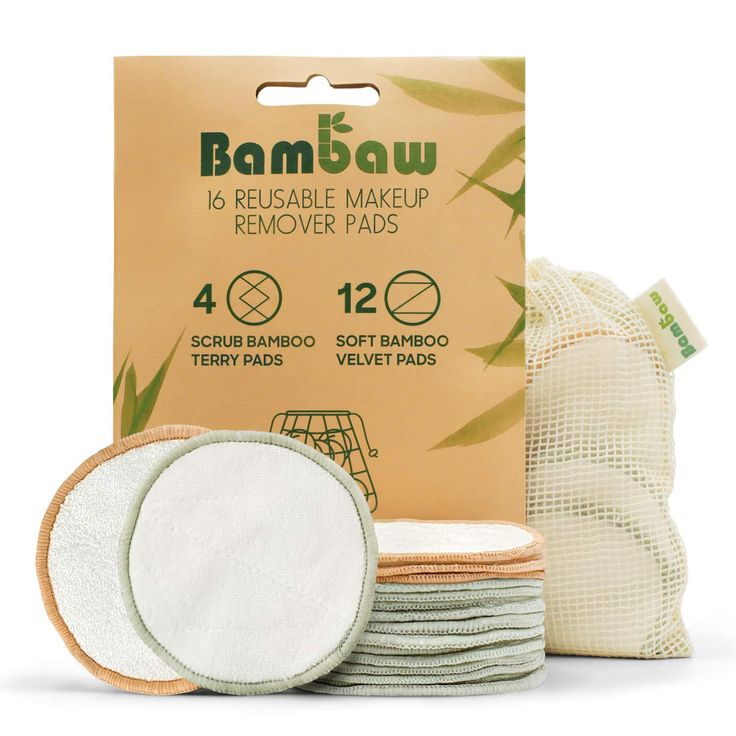 Bambaw
16 REUSABLE MAKEUP
REMOVER PADS
4
SCRUB BAMBOO
TERRY PADS
12
SOFT BAMBOO
VELVET PADS
Bambaw